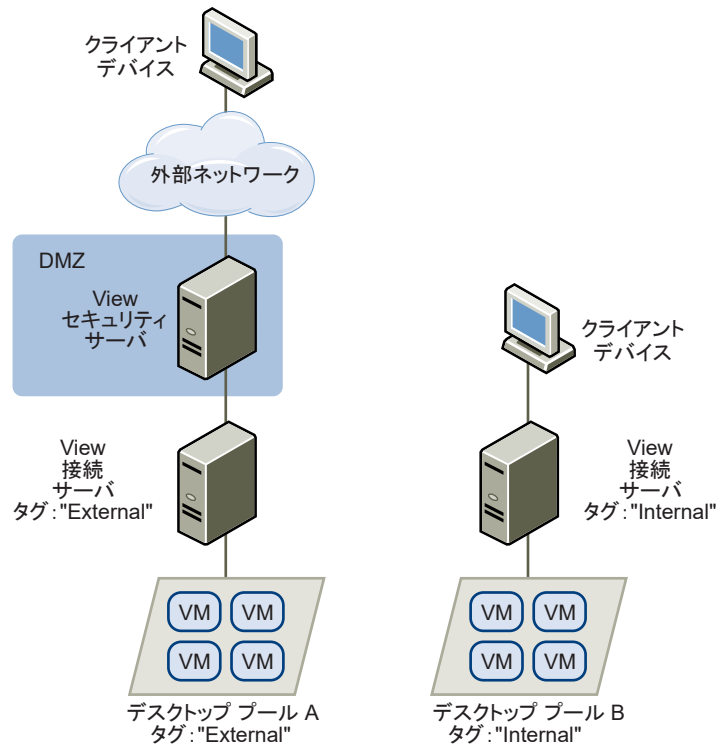 クライアント
デバイス
外部ネットワーク
DMZ
View
セキュリティ
サーバ
クライアント
デバイス
View
接続
サーバ
タグ："External"
View
接続
サーバ
タグ："Internal"
VM VM
VM VM
VM VM
VM VM
デスクトップ プール A
タグ："External"
デスクトップ プール B
タグ："Internal"